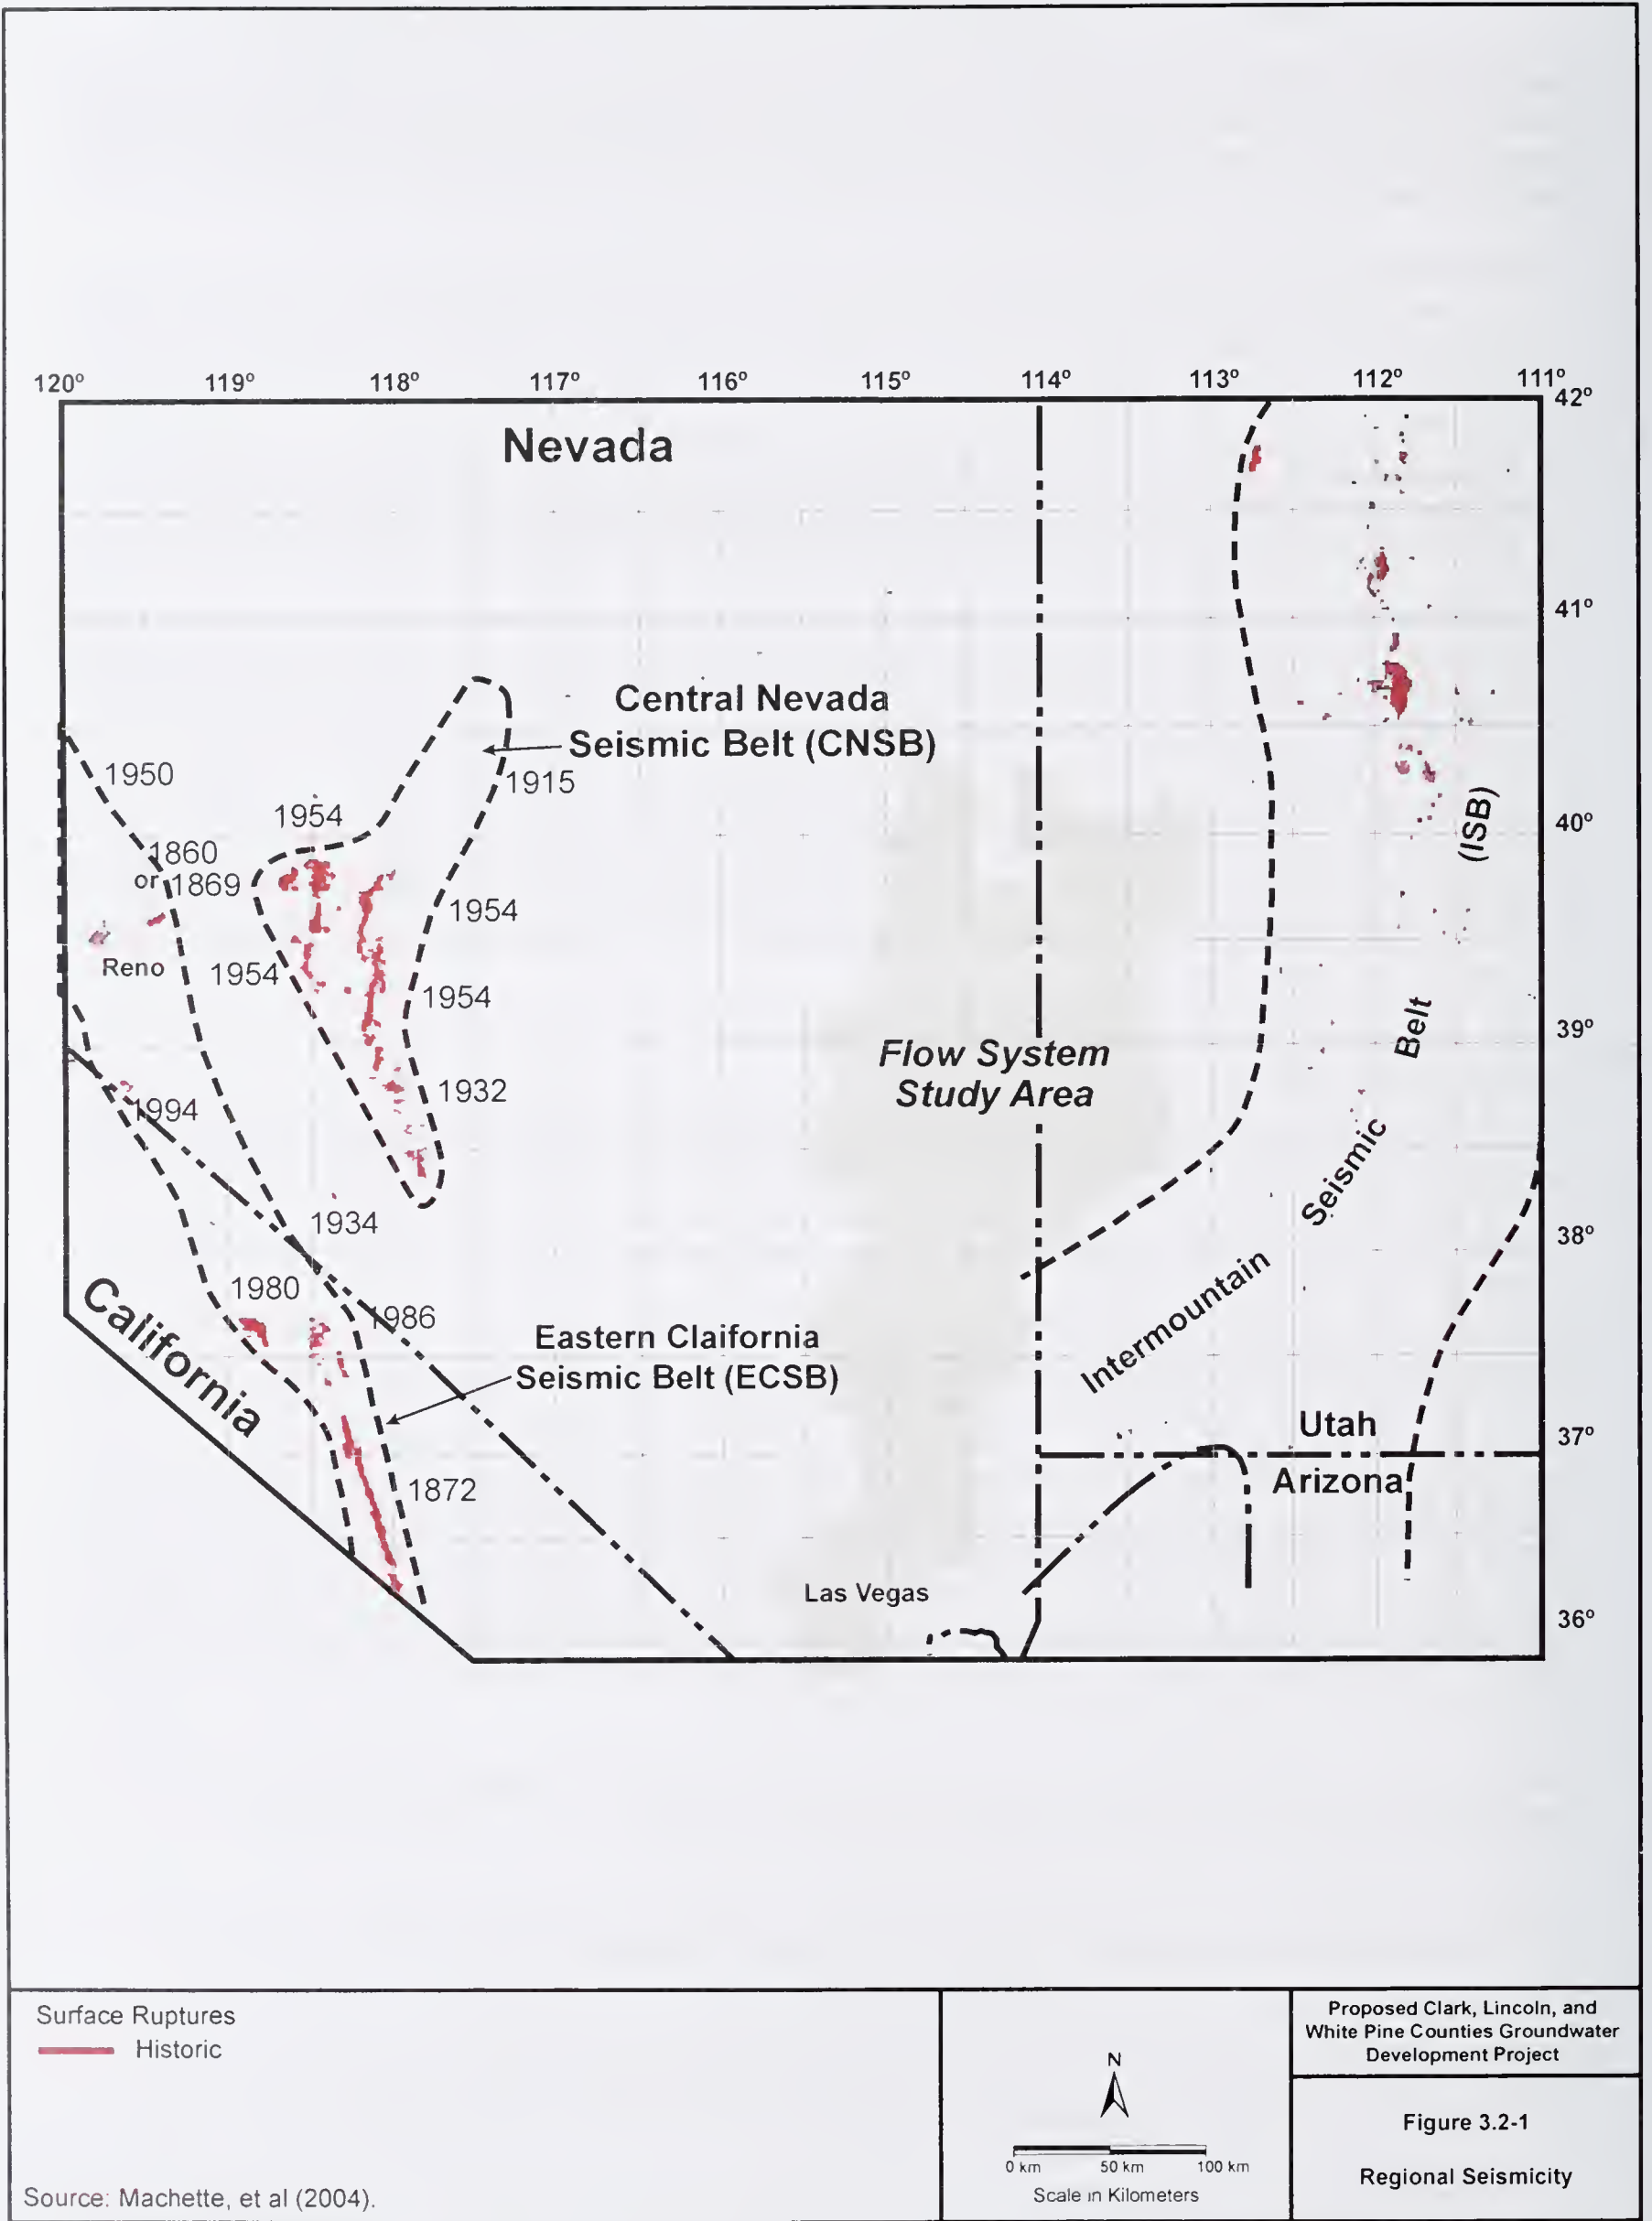 120° 119° 118° 117° 116° 115° 114° 113° 112° 111°
42°
Nevada
41°
Central Nevada
Seismic Belt (CNSB)
1950
1915
1954
40°
(ISB)
1860
or 1869
1954
Reno
1954
1954
39°
Belt
Flow System
Study Area
1932
1994
Seismic
1934
38°
1980
Intermountain
California
1986
Eastern Claifornia
Seismic Belt (ECSB)
Utah
37°
Arizona
1872
Las Vegas
36°
Surface Ruptures
Historic
Source: Machette, et al (2004).
N
0 km 50 km 100 km
Scale in Kilometers
Proposed Clark, Lincoln, and
White Pine Counties Groundwater
Development Project
Figure 3.2-1
Regional Seismicity